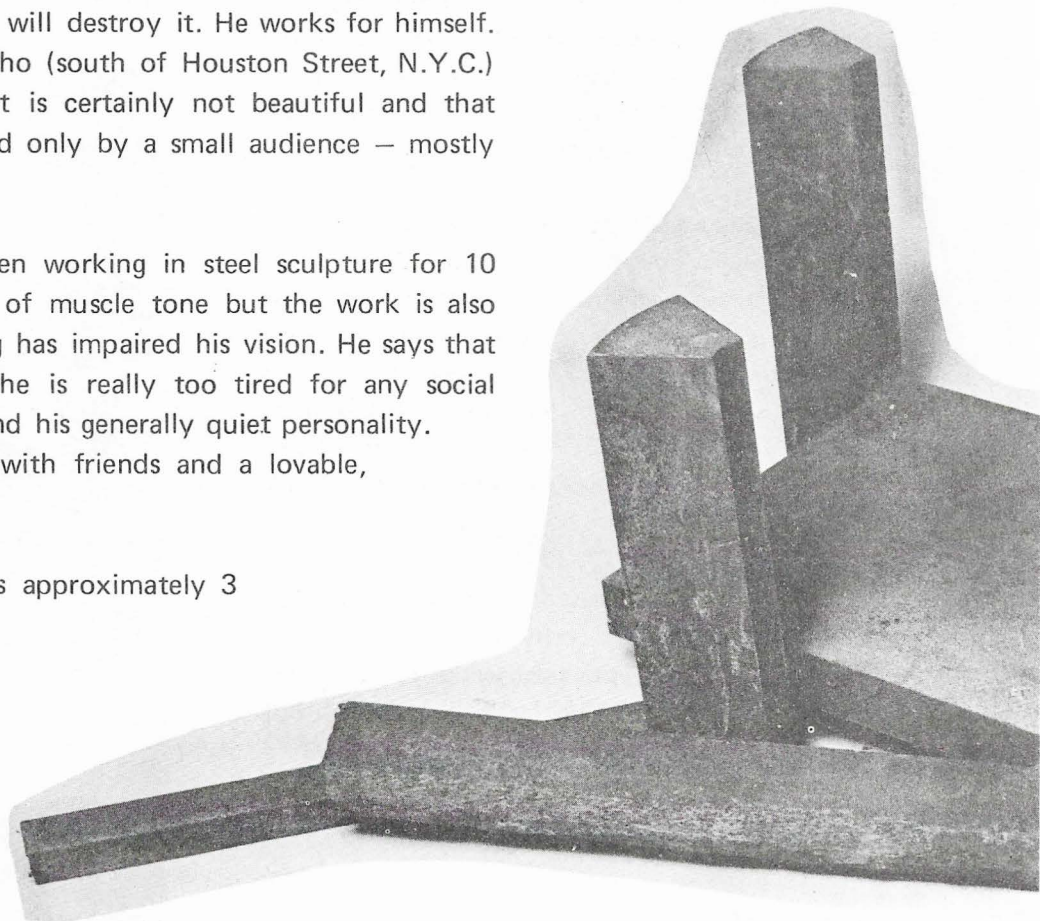 will destroy it. He works for himself.
ho (south of Houston Street, N.Y.C.)
t is certainly not beautiful and that
d only by a small audience — mostly
en working in steel sculpture for 10
of muscle tone but the work is also
g has impaired his vision. He says that
he is really too tired for any social
nd his generally quiet personality.
with friends and a lovable,
s approximately 3